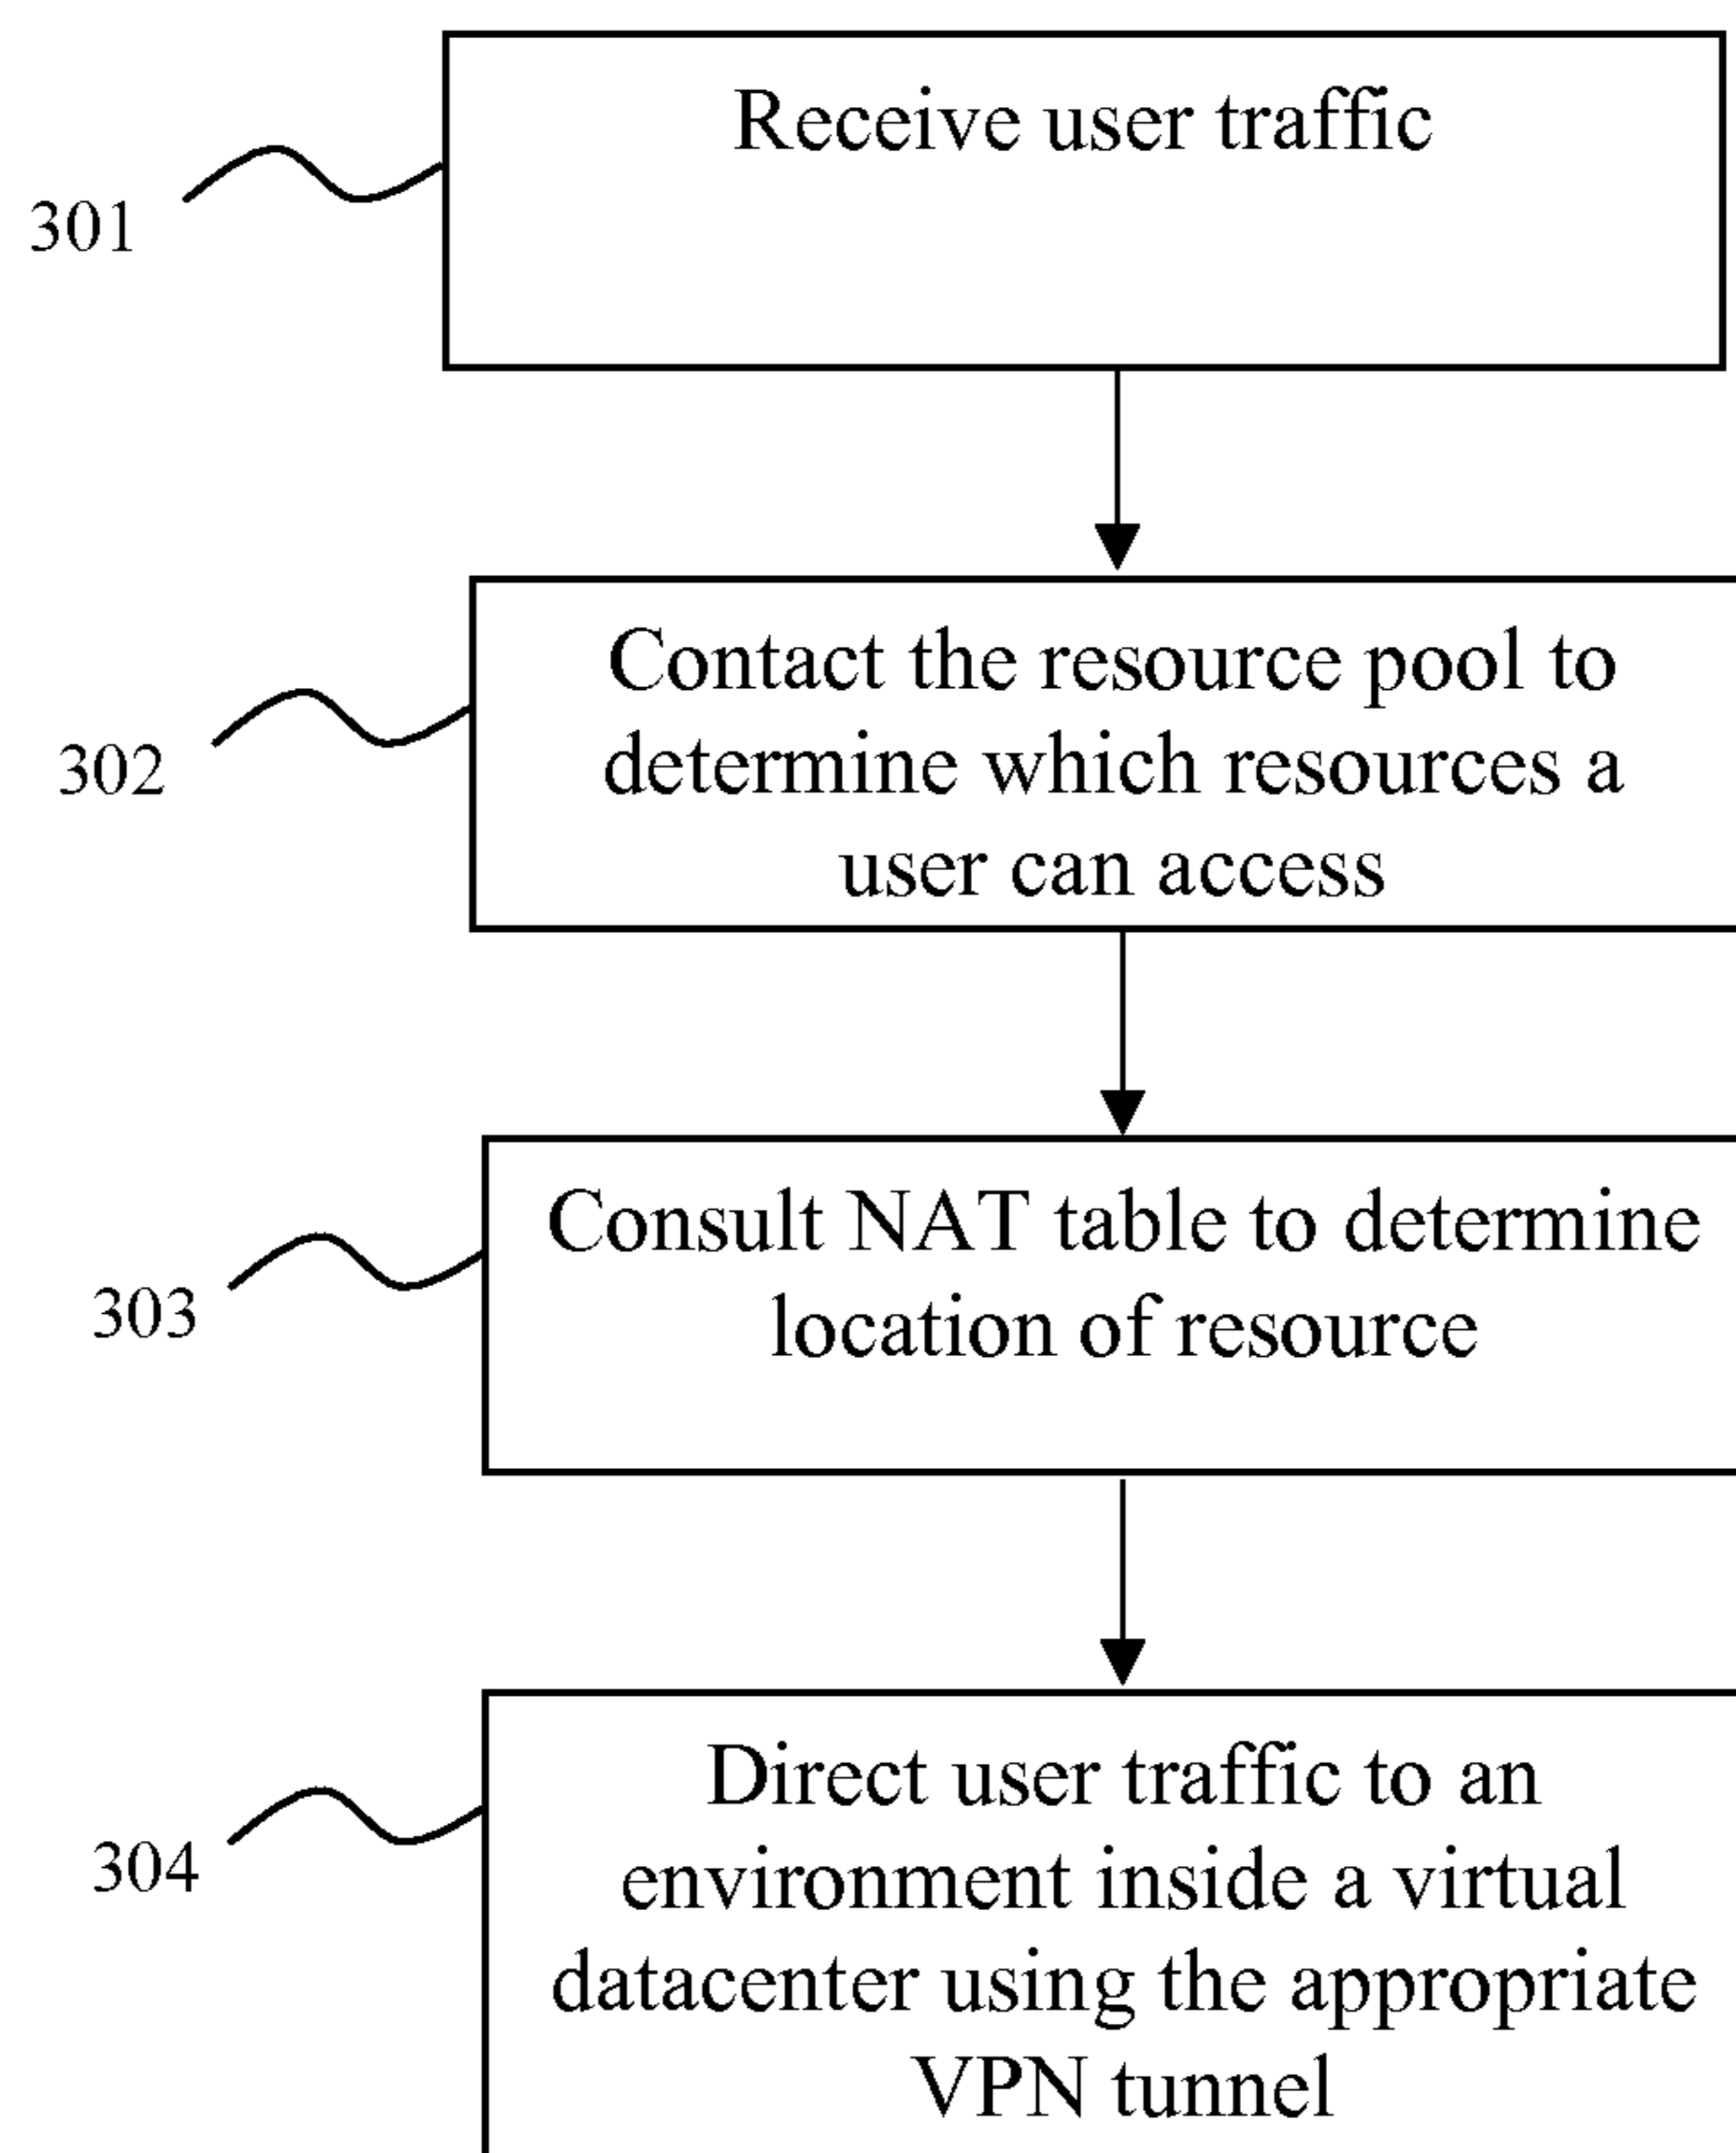 Receive user traffic
301
Contact the resource pool to
determine which resources a
user can access
302
Consult NAT table to determine
location of resource
303
Direct user traffic to an
environment inside a virtual
datacenter using the appropriate
VPN tunnel
304